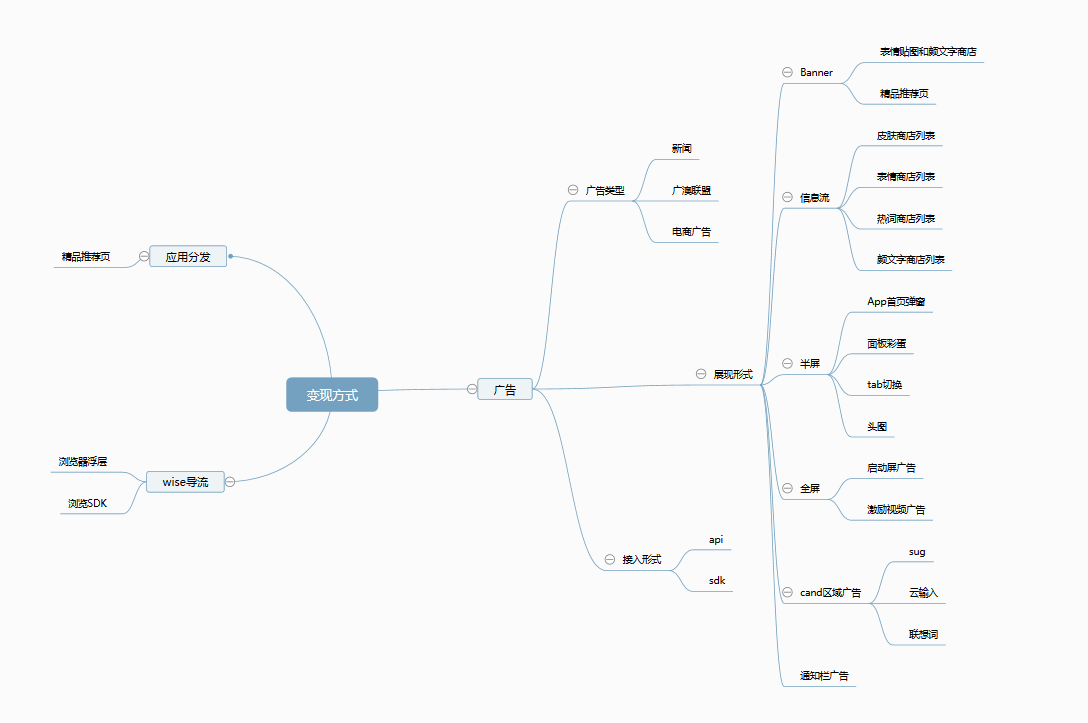 变现方式
应用分发
精品推荐页
wise导流
浏览器浮层
浏览SDK
广告
广告类型
新闻
广澳联盟
电商广告
展现形式
Banner
表情贴图和颜文字商店
精品推荐页
信息流
皮肤商店列表
表情商店列表
热词商店列表
颜文字商店列表
半屏
App首页弹窗
面板彩蛋
tab切换
头图
全屏
启动屏广告
激励视频广告
cand区域广告
sug
云输入
联想词
通知栏广告
接入形式
api
sdk